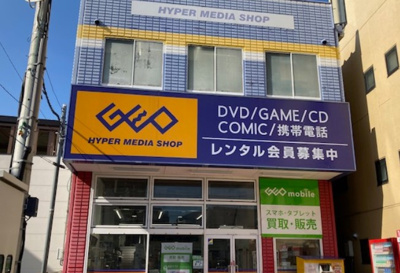 HYPER MEDIA SHOP
GEO
HYPER MEDIA SHOP
DVD/GAME/CD
COMIC/携帯電話
レンタル会員募集中
GEO mobile
スマホ・タブレット
買取・販売